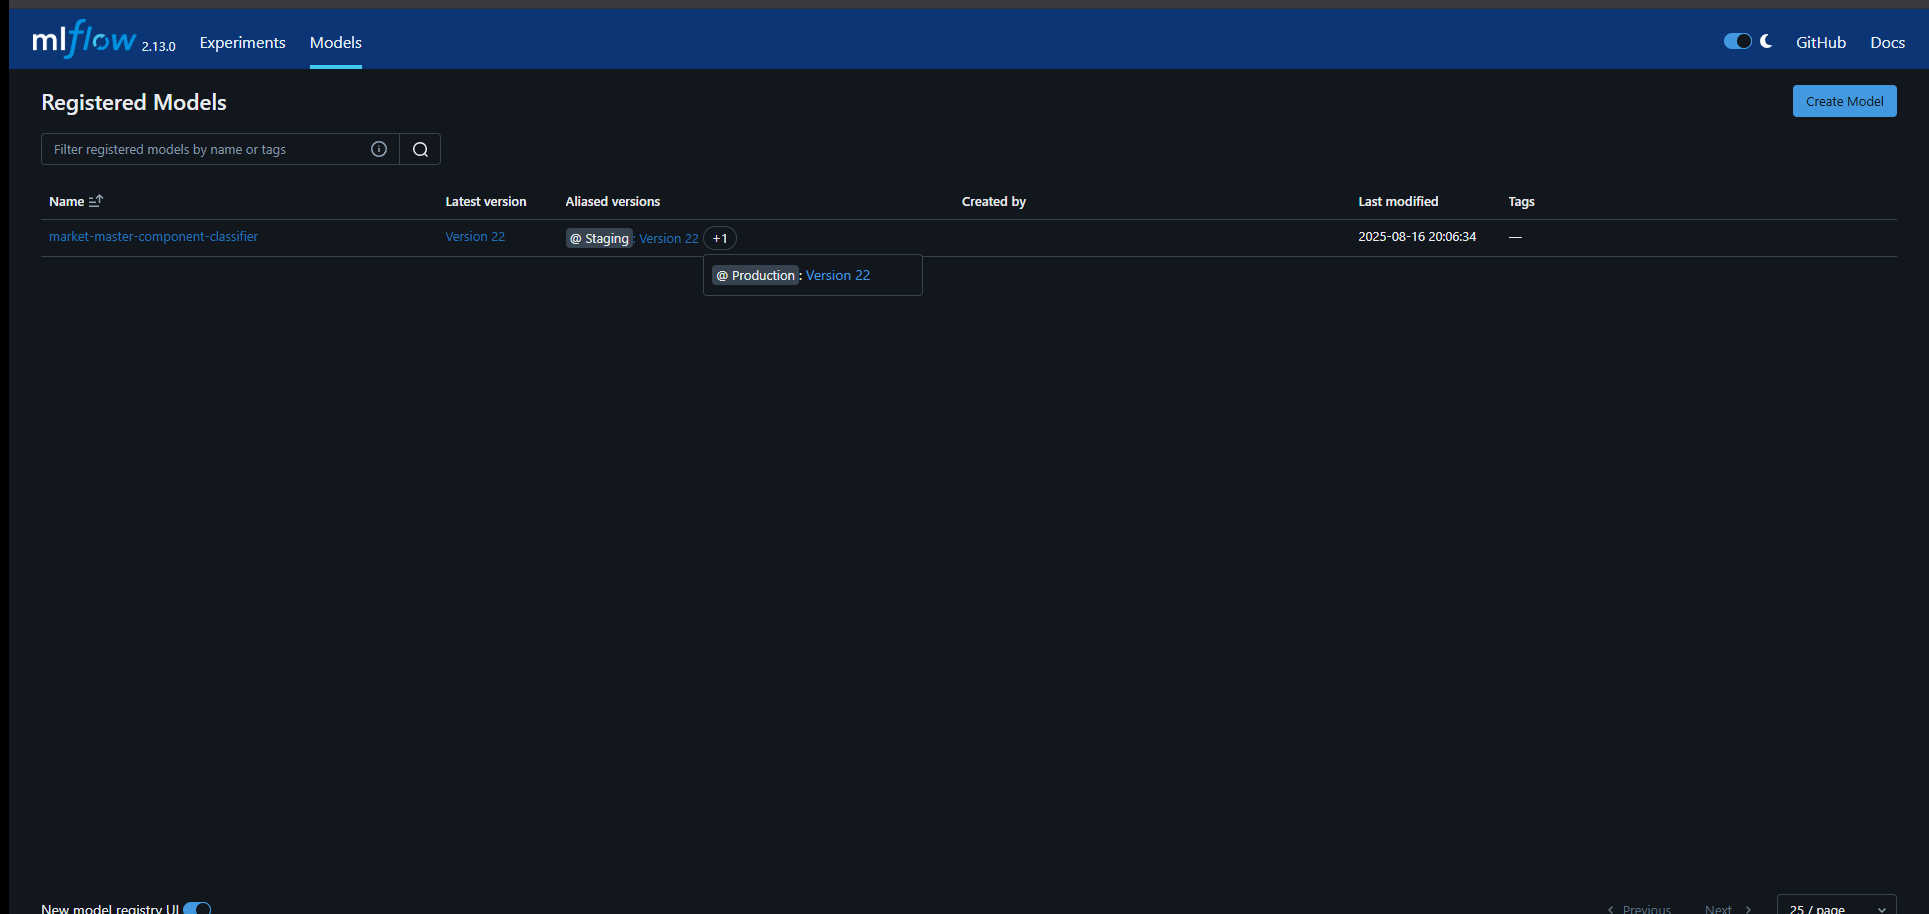 mlflow 2.13.0 Experiments Models GitHub Docs
Registered Models Create Model
Filter registered models by name or tags
Name Latest version Aliased versions Created by Last modified Tags
market-master-component-classifier Version 22 @ Staging: Version 22 +1 2025-08-16 20:06:34 —
@ Production: Version 22
New model registry UI Previous Next 25 / page